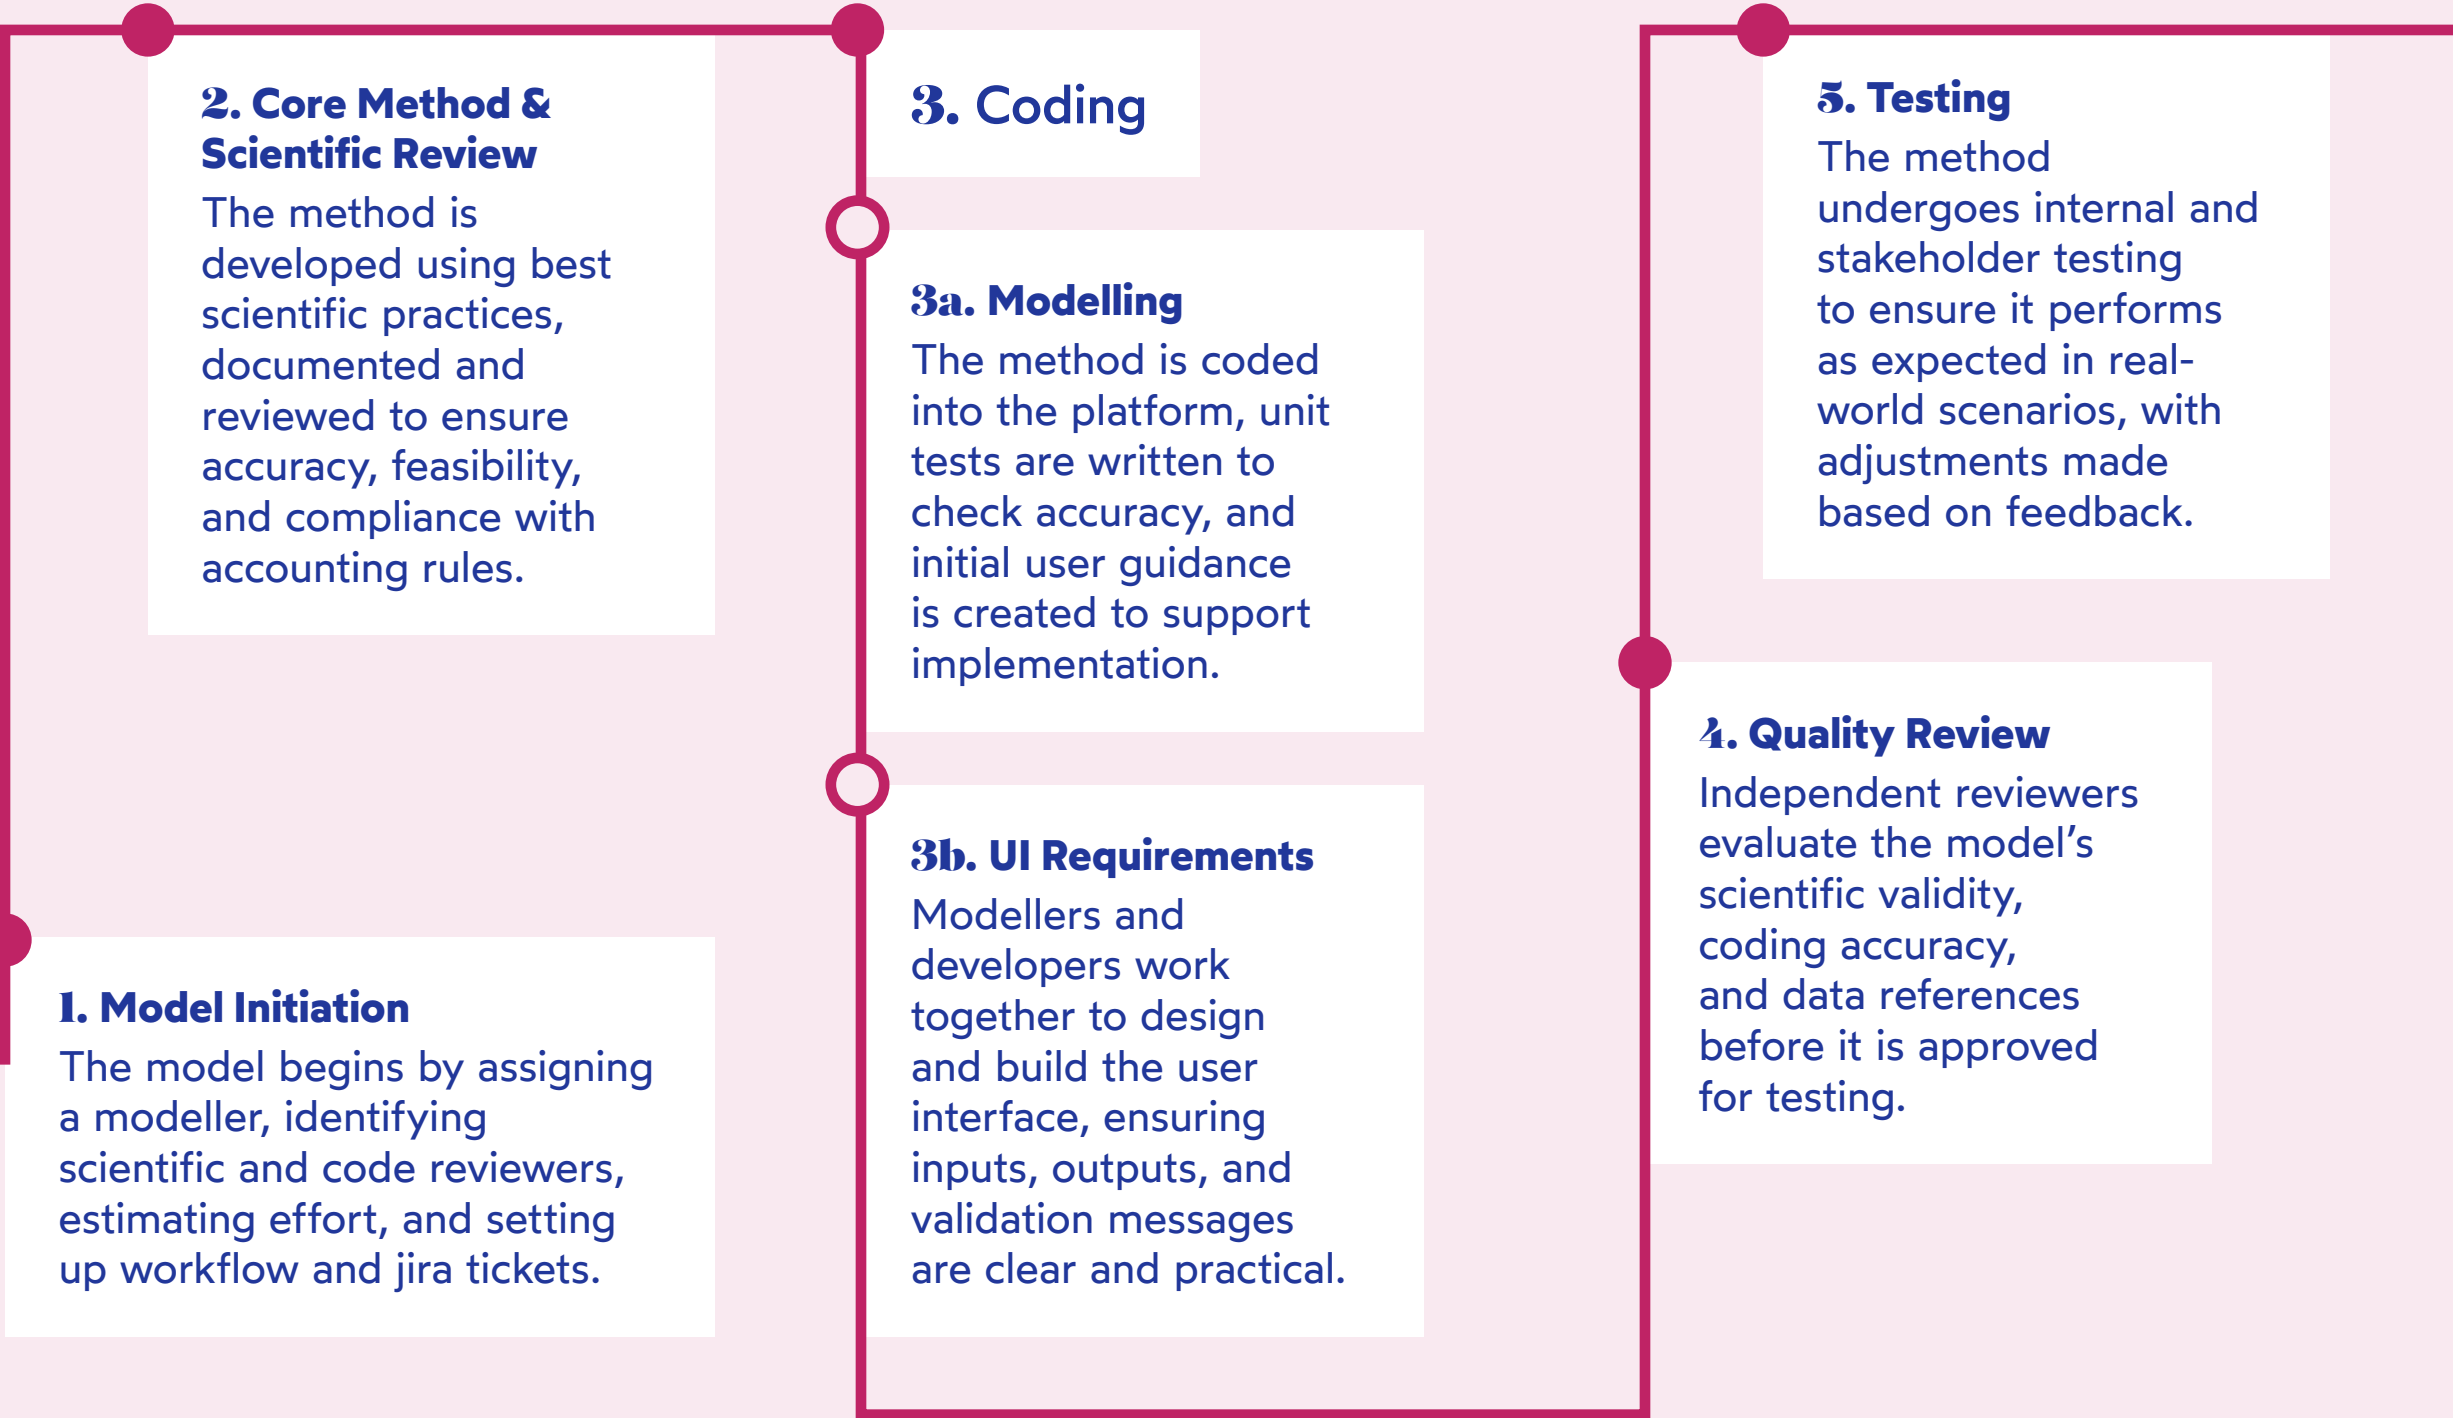 2. Core Method &
Scientific Review
The method is
developed using best
scientific practices,
documented and
reviewed to ensure
accuracy, feasibility,
and compliance with
accounting rules.
1. Model Initiation
The model begins by assigning
a modeller, identifying
scientific and code reviewers,
estimating effort, and setting
up workflow and jira tickets.
3. Coding
3a. Modelling
The method is coded
into the platform, unit
tests are written to
check accuracy, and
initial user guidance
is created to support
implementation.
3b. UI Requirements
Modellers and
developers work
together to design
and build the user
interface, ensuring
inputs, outputs, and
validation messages
are clear and practical.
5. Testing
The method
undergoes internal and
stakeholder testing
to ensure it performs
as expected in real-
world scenarios, with
adjustments made
based on feedback.
4. Quality Review
Independent reviewers
evaluate the model’s
scientific validity,
coding accuracy,
and data references
before it is approved
for testing.